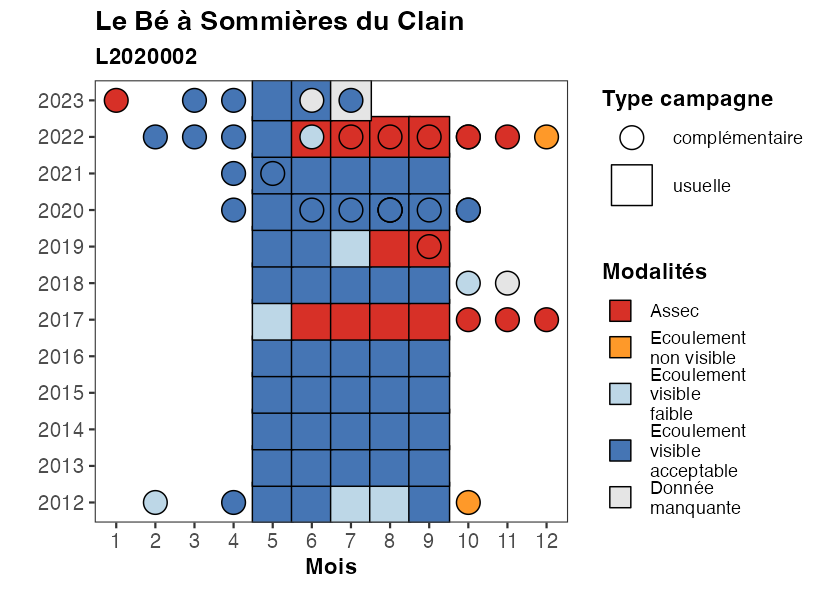 Le Bé à Sommières du Clain
L2020002
2023
2022
2021
2020
2019
2018
2017
2016
2015
2014
2013
2012
1 2 3 4 5 6 7 8 9 10 11 12
Mois
Type campagne
complémentaire
usuelle
Modalités
Assec
Ecoulement
non visible
Ecoulement
visible
faible
Ecoulement
visible
acceptable
Donnée
manquante